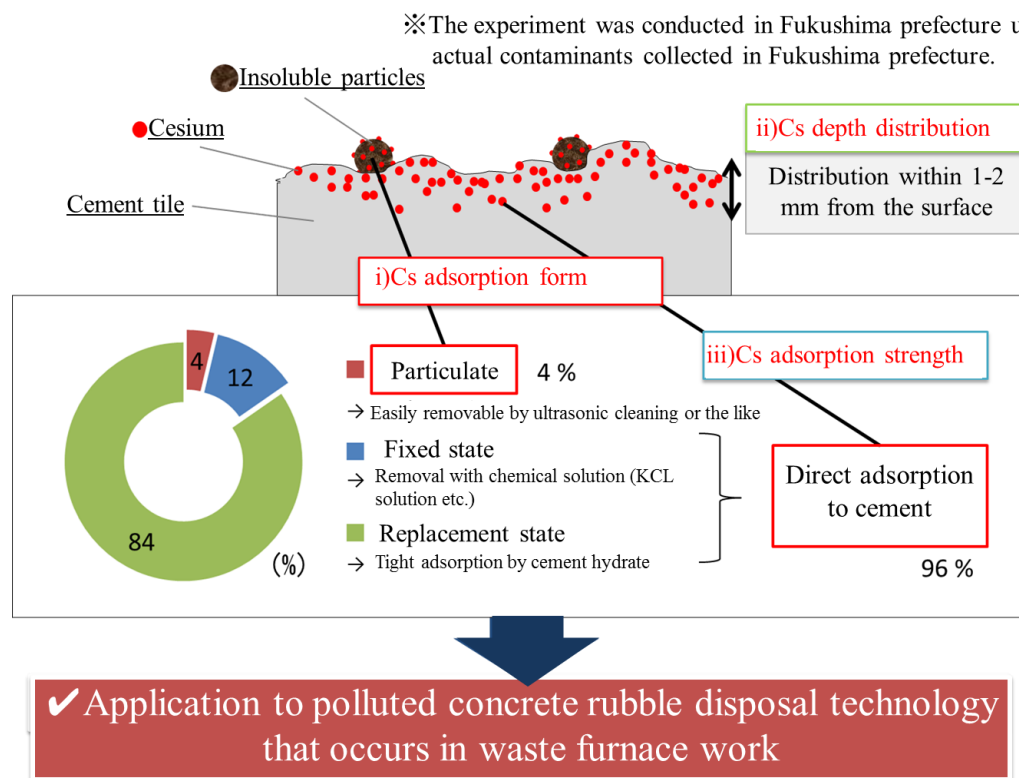 ※The experiment was conducted in Fukushima prefecture u
actual contaminants collected in Fukushima prefecture.
Insoluble particles
Cesium
Cement tile
ii)Cs depth distribution
Distribution within 1-2
mm from the surface
i)Cs adsorption form
iii)Cs adsorption strength
4
12
84
(%)
Particulate 4 %
→ Easily removable by ultrasonic cleaning or the like
Fixed state
→ Removal with chemical solution (KCL
solution etc.)
Replacement state
→ Tight adsorption by cement hydrate
Direct adsorption
to cement
96 %
✔Application to polluted concrete rubble disposal technology
that occurs in waste furnace work